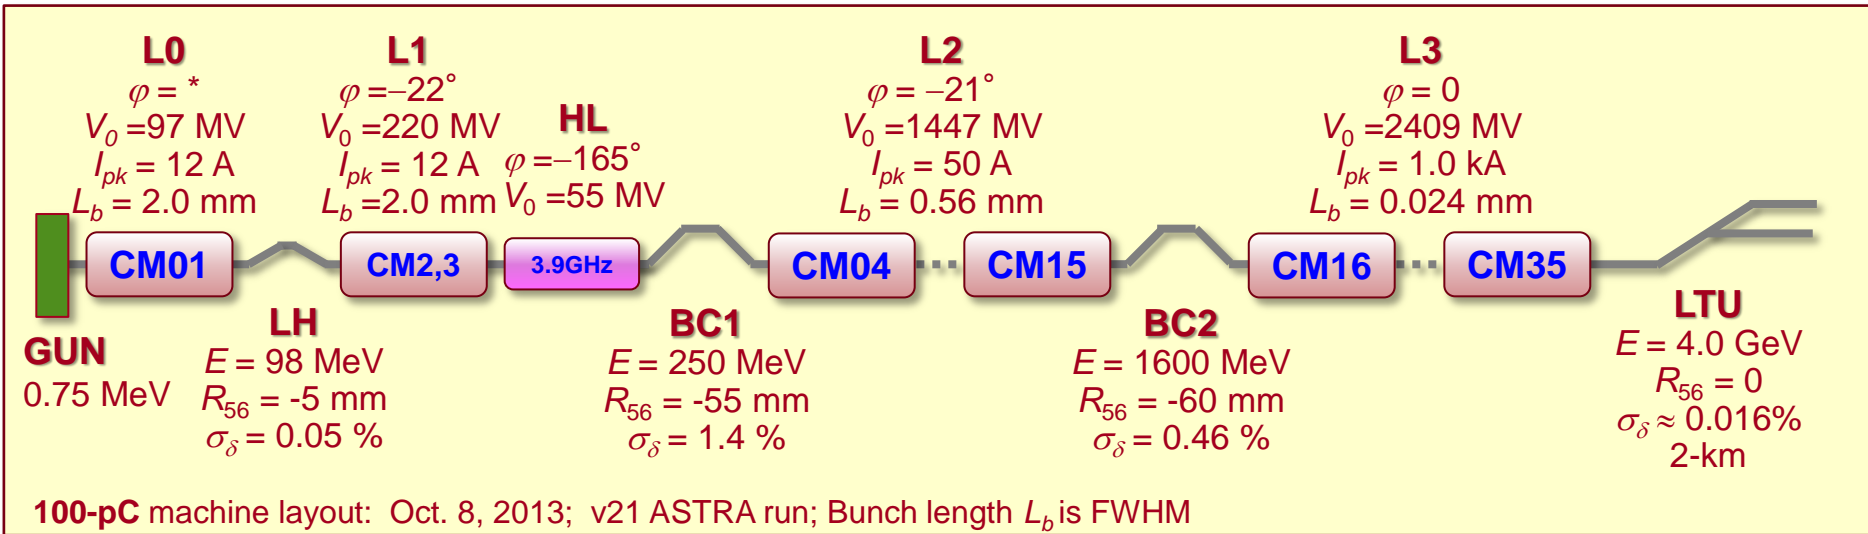 L0
φ = *
V0 =97 MV
Ipk = 12 A
Lb = 2.0 mm
L1
φ =−22°
V0 =220 MV
Ipk = 12 A
Lb =2.0 mm
HL
φ =−165°
V0 =55 MV
L2
φ = −21°
V0 =1447 MV
Ipk = 50 A
Lb = 0.56 mm
L3
φ = 0
V0 =2409 MV
Ipk = 1.0 kA
Lb = 0.024 mm
CM01
CM2,3
3.9GHz
CM04
CM15
CM16
CM35
GUN
0.75 MeV
LH
E = 98 MeV
R56 = -5 mm
σδ = 0.05 %
BC1
E = 250 MeV
R56 = -55 mm
σδ = 1.4 %
BC2
E = 1600 MeV
R56 = -60 mm
σδ = 0.46 %
LTU
E = 4.0 GeV
R56 = 0
σδ ≈ 0.016%
2-km
100-pC machine layout: Oct. 8, 2013; v21 ASTRA run; Bunch length Lb is FWHM